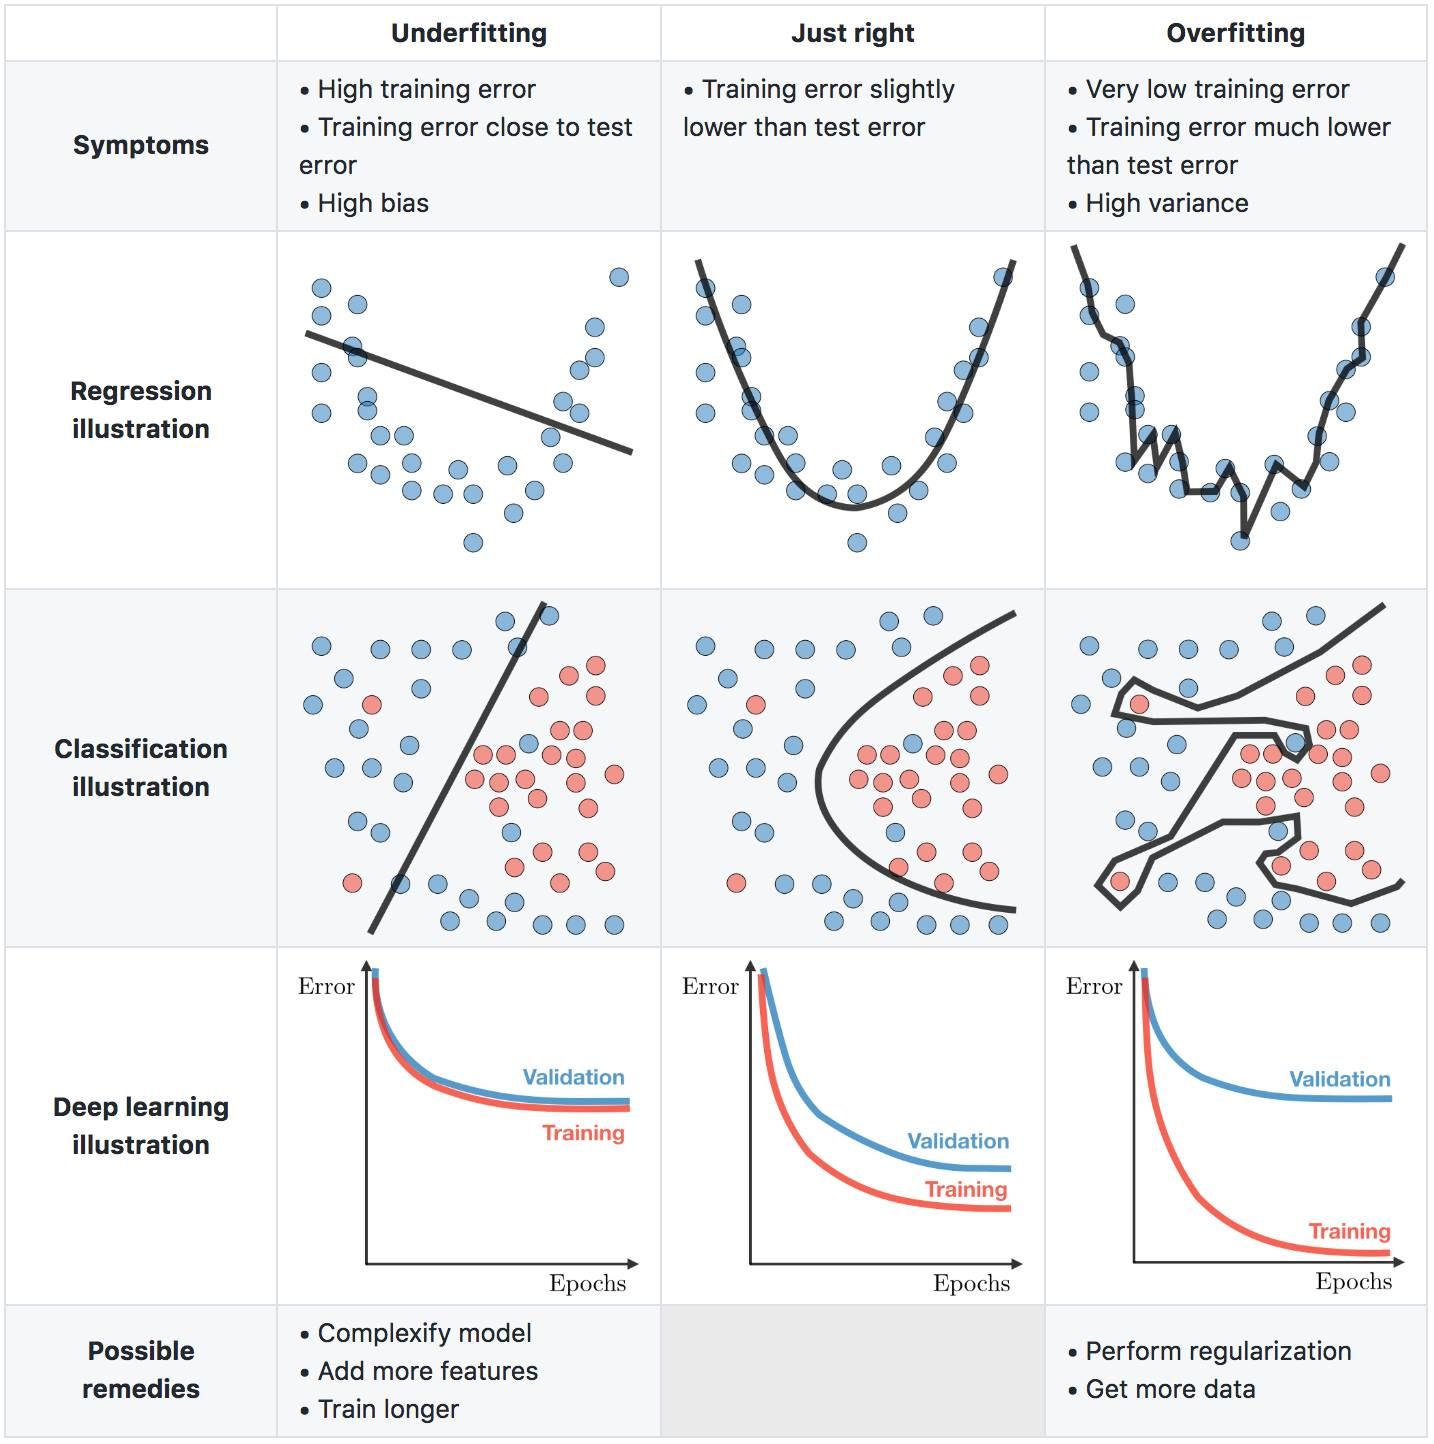 Underfitting
Just right
Overfitting
Symptoms
• High training error
• Training error close to test
error
• High bias
• Training error slightly
lower than test error
• Very low training error
• Training error much lower
than test error
• High variance
Regression
illustration
Classification
illustration
Deep learning
illustration
Error
Validation
Training
Epochs
Error
Validation
Training
Epochs
Error
Validation
Training
Epochs
Possible
remedies
• Complexify model
• Add more features
• Train longer
• Perform regularization
• Get more data